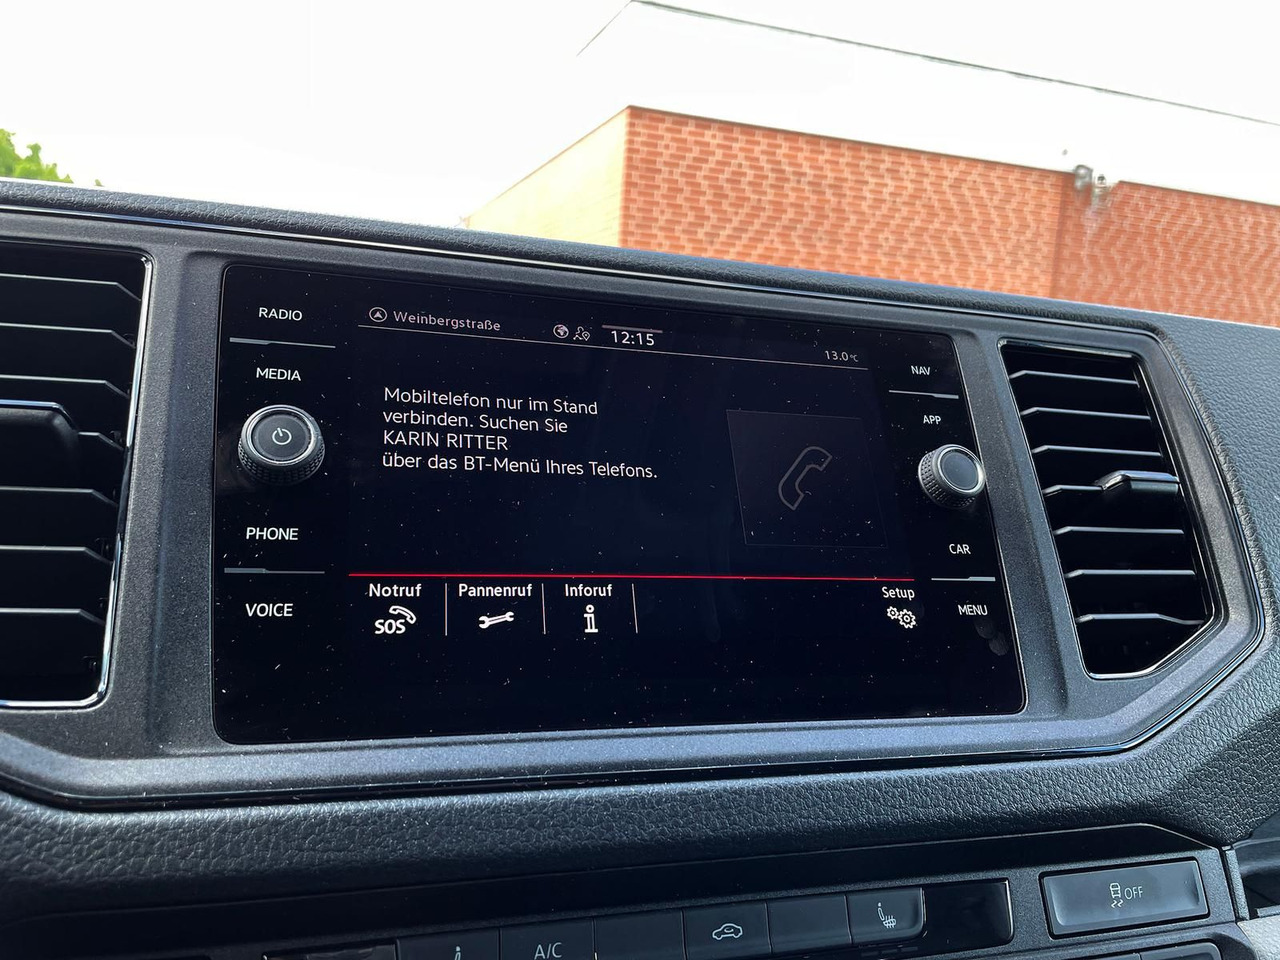 RADIO
MEDIA
PHONE
VOICE
Weinbergstraße
12:15
13.0°C
Mobiltelefon nur im Stand
verbinden. Suchen Sie
KARIN RITTER
über das BT-Menü Ihres Telefons.
Notruf
SOS
Pannenruf
Inforuf
Setup
NAV
APP
CAR
MENU
A/C
OFF